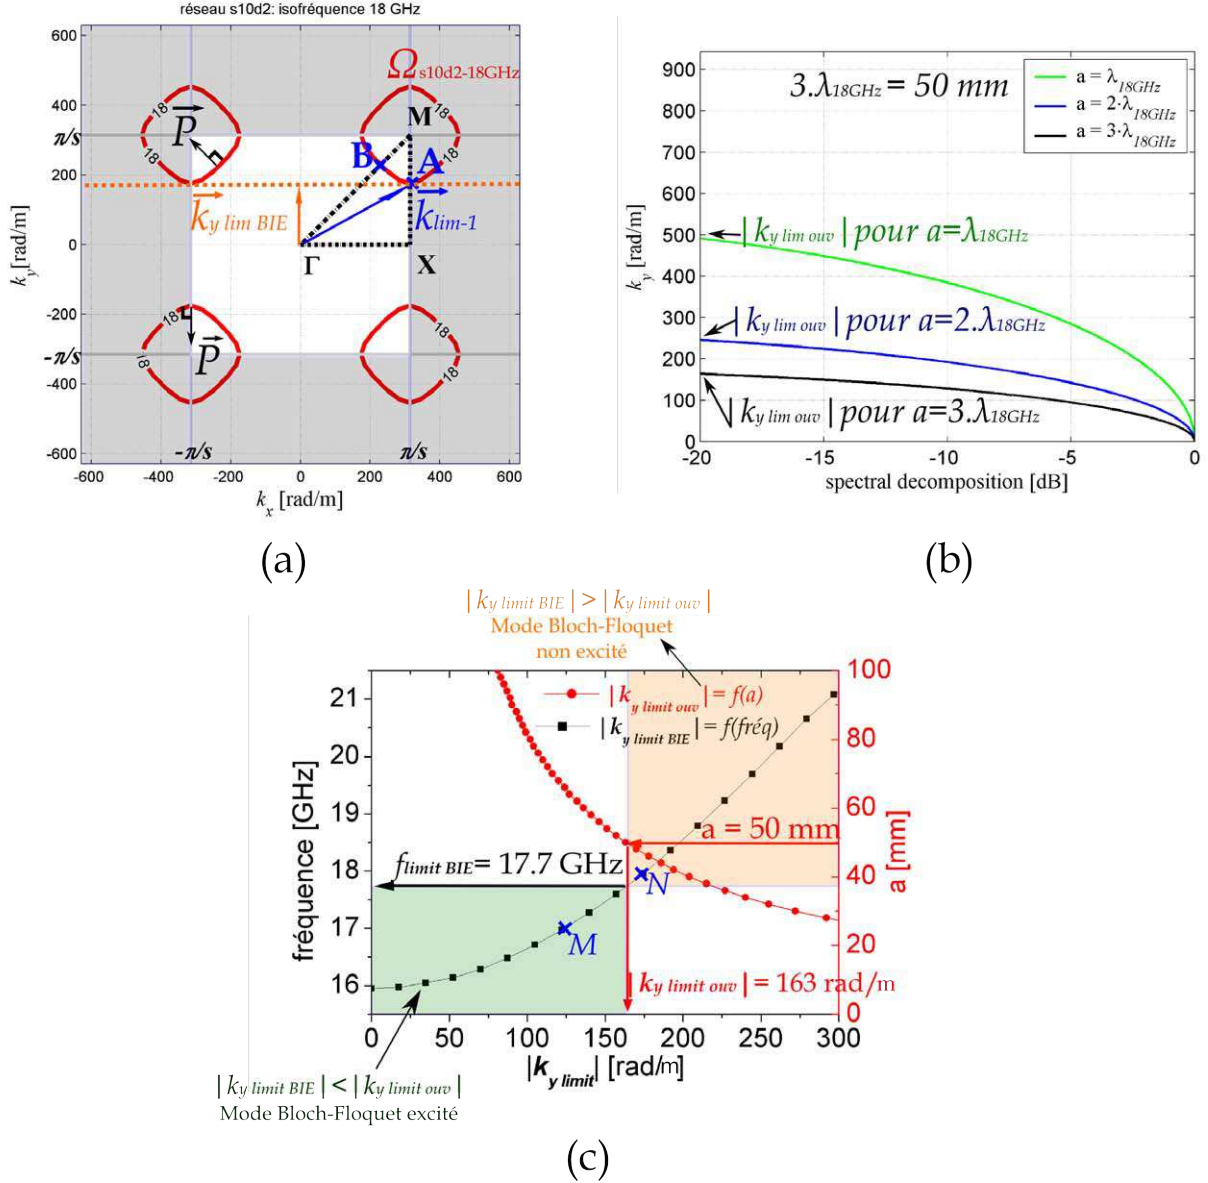 réseau s10d2: isofréquence 18 GHz
600
400
π/s
200
0
-200
-π/s
-400
-600
k_y[rad/m]
Ω s10d2-18GHz
18
18
P
M
B
A
k y lim BIE
k lim-1
Γ
X
18
18
18
P
18
-π/s
π/s
-600 -400 -200 0 200 400 600
k_x [rad/m]
(a)
900
800
700
600
500
400
300
200
100
0
k_y [rad/m]
3.λ18GHz = 50 mm
a = λ18GHz
a = 2·λ18GHz
a = 3·λ18GHz
|k y lim ouv| pour a=λ18GHz
|k y lim ouv| pour a=2.λ18GHz
|k y lim ouv| pour a=3.λ18GHz
-20 -15 -10 -5 0
spectral decomposition [dB]
(b)
|k y limit BIE| > |k y limit ouv|
Mode Bloch-Floquet
non excité
21
20
19
18
17
16
fréquence [GHz]
|k y limit ouv| = f(a)
|k y limit BIE| = f(fréq)
a = 50 mm
f limit BIE = 17.7 GHz
N
M
|k y limit ouv| = 163 rad/m
100
80
60
40
20
0
a [mm]
0 50 100 150 200 250 300
|k y limit| [rad/m]
|k y limit BIE| < |k y limit ouv|
Mode Bloch-Floquet excité
(c)